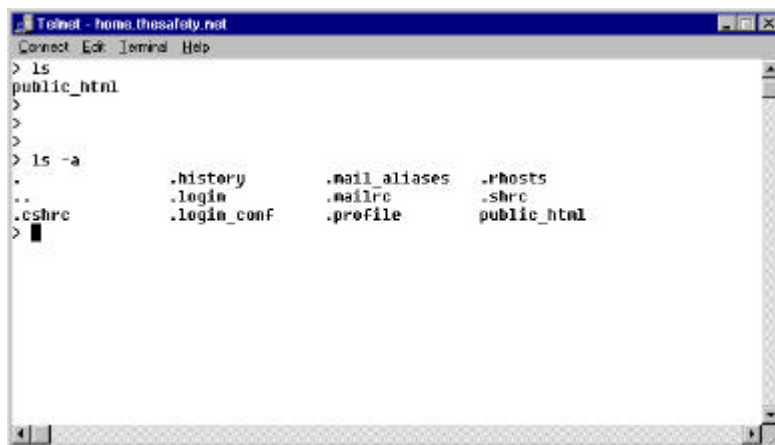 Telnet - home.thesafety.net
Connect Edit Terminal Help
> ls
public_html
>
>
>
> ls -a
. .history .mail_aliases .rhosts
.. .login .mailrc .shrc
.cshrc .login_conf .profile public_html
>